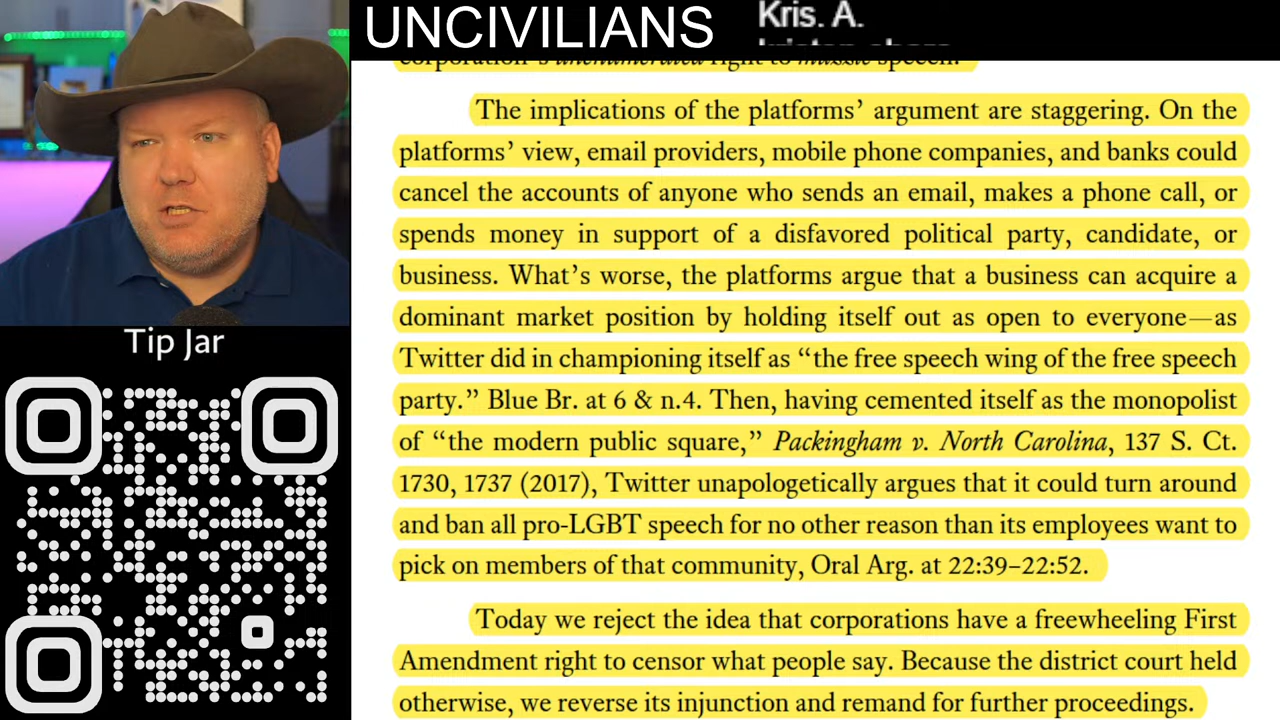 UNCIVILIANS
Kris. A.
Tip Jar
corporation's unenumerated right to muzzle speech.
The implications of the platforms' argument are staggering. On the
platforms' view, email providers, mobile phone companies, and banks could
cancel the accounts of anyone who sends an email, makes a phone call, or
spends money in support of a disfavored political party, candidate, or
business. What's worse, the platforms argue that a business can acquire a
dominant market position by holding itself out as open to everyone—as
Twitter did in championing itself as “the free speech wing of the free speech
party.” Blue Br. at 6 & n.4. Then, having cemented itself as the monopolist
of “the modern public square,” Packingham v. North Carolina, 137 S. Ct.
1730, 1737 (2017), Twitter unapologetically argues that it could turn around
and ban all pro-LGBT speech for no other reason than its employees want to
pick on members of that community, Oral Arg. at 22:39–22:52.
Today we reject the idea that corporations have a freewheeling First
Amendment right to censor what people say. Because the district court held
otherwise, we reverse its injunction and remand for further proceedings.